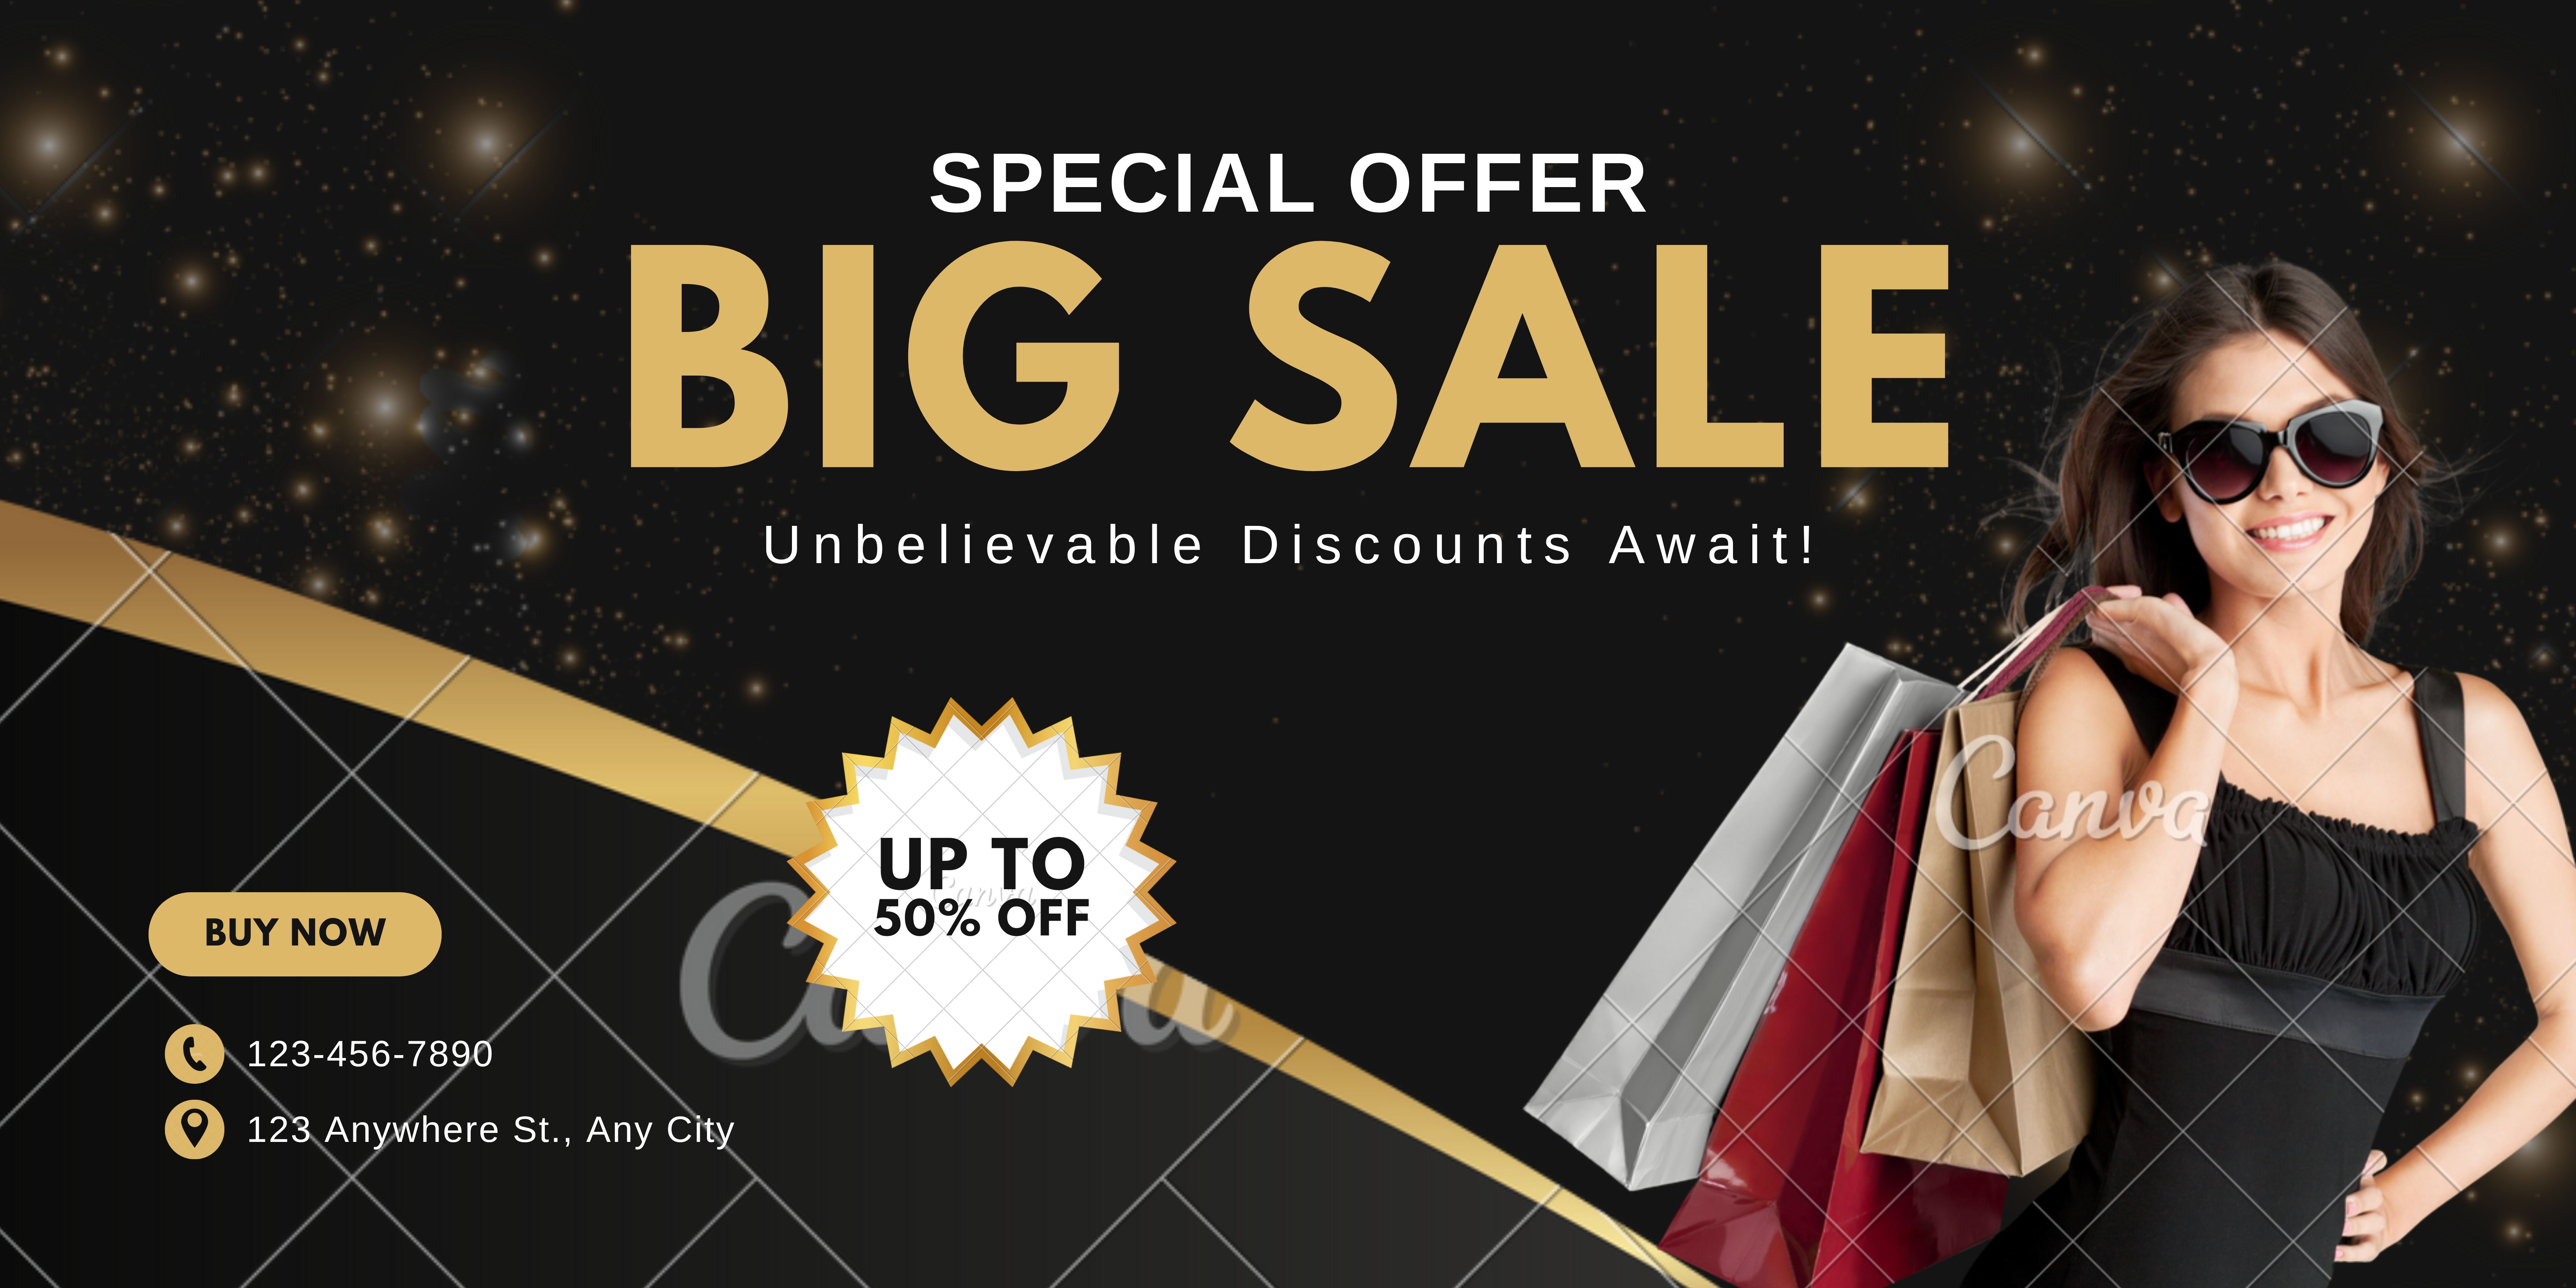 SPECIAL OFFER
BIG SALE
Unbelievable Discounts Await!
UP TO
50% OFF
BUY NOW
123-456-7890
123 Anywhere St., Any City
Canva
Canva
Canva